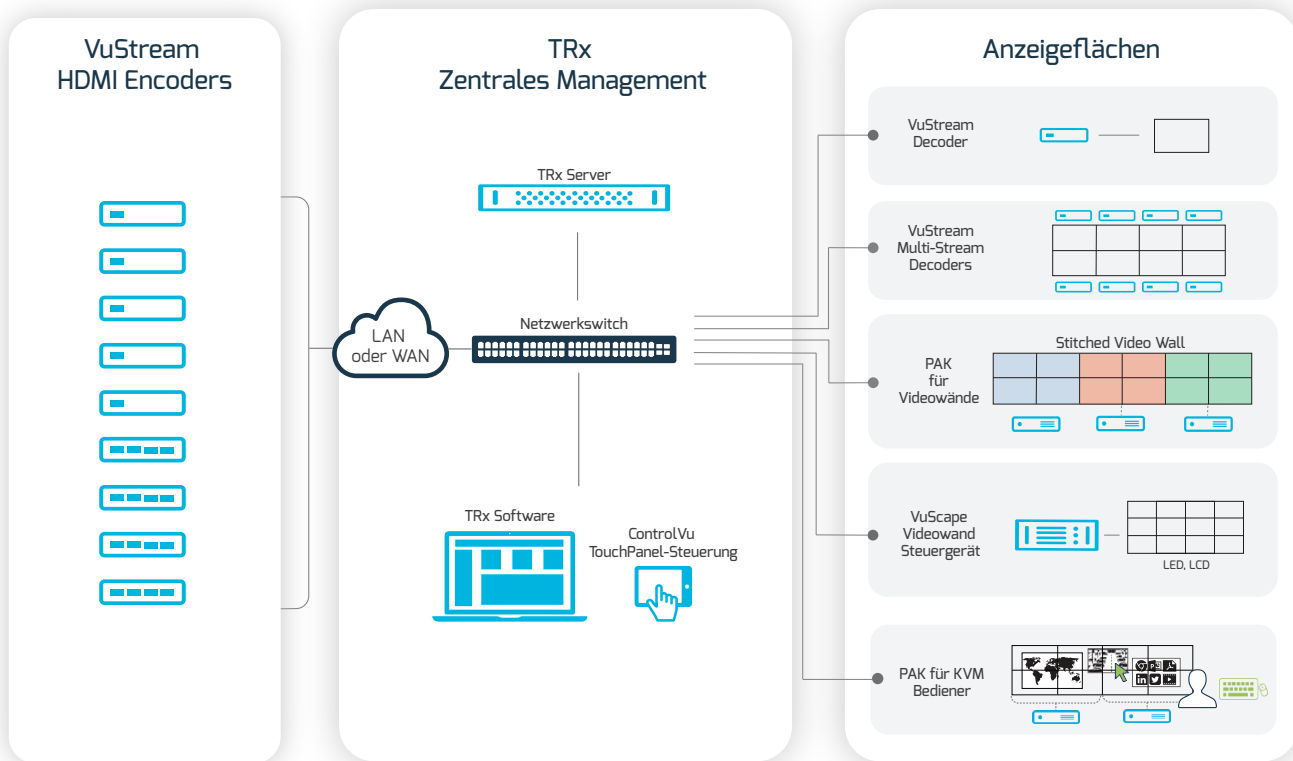 VuStream
HDMI Encoders
TRx
Zentrales Management
TRx Server
LAN
oder WAN
Netzwerkswitch
TRx Software
ControlVu
TouchPanel-Steuerung
Anzeigeflächen
VuStream
Decoder
VuStream
Multi-Stream
Decoders
PAK
für
Videowände
Stitched Video Wall
VuScape
Videowand
Steuergerät
LED, LCD
PAK für KVM
Bediener